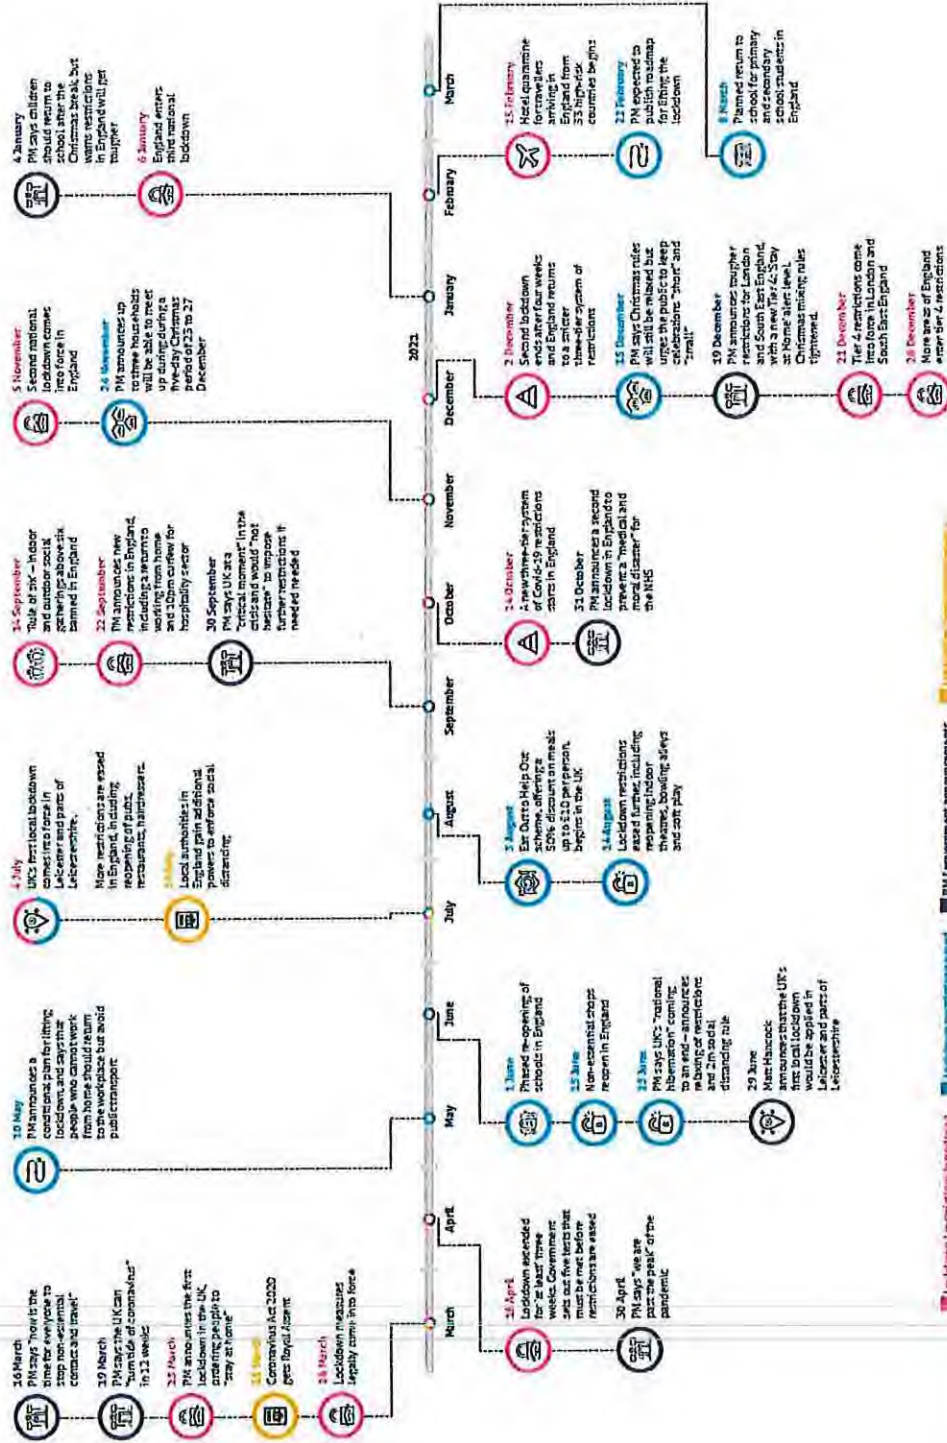 16 March
PM says "now is the
time for everyone to
stop non-essential
contact and travel"
19 March
PM says the UK can
"turn tide of coronavirus"
in 12 weeks
23 March
PM announces the first
lockdown in the UK,
ordering people to
"stay at home"
25 March
Coronavirus Act 2020
gets Royal Assent
26 March
Lockdown measures
legally come into force
10 May
PM announces a
conditional plan for lifting
lockdown, and says that
people who cannot work
from home should return
to the workplace but avoid
public transport
4 July
UK's first local lockdown
comes into force in
Leicester and parts of
Leicestershire.
More restrictions are eased
in England, including
reopening of pubs,
restaurants, hairdressers.
July
Local authorities in
England gain additional
powers to enforce social
distancing
14 September
'Rule of six' – indoor
and outdoor social
gatherings above six
banned in England
22 September
PM announces new
restrictions in England,
including a return to
working from home
and 10pm curfew for
hospitality sector
30 September
PM says UK at a
"critical moment" in the
crisis and would "not
hesitate" to impose
further restrictions if
needed needed
5 November
Second national
lockdown comes
into force in
England
24 November
PM announces up
to three households
will be able to meet
up during a
five-day Christmas
period of 23 to 27
December
4 January
PM says children
should return to
school after the
Christmas break, but
warns restrictions
in England will get
tougher
6 January
England enters
third national
lockdown
2021
March
April
May
June
July
August
September
October
November
December
January
February
March
16 April
Lockdown extended
for 'at least' three
weeks. Government
sets out five tests that
must be met before
restrictions are eased
30 April
PM says "we are
past the peak" of the
pandemic
1 June
Phased re-opening of
schools in England
15 June
Non-essential shops
reopen in England
23 June
PM says UK's "national
hibernation" coming
to an end – announces
relaxing of restrictions
and 2m social
distancing rule
29 June
Matt Hancock
announces that the UK's
first local lockdown
would be applied in
Leicester and parts of
Leicestershire
3 August
Eat Out to Help Out
scheme, offering a
50% discount on meals
up to £10 per person,
begins in the UK
14 August
Lockdown restrictions
eased further, including
reopening indoor
theatres, bowling alleys
and soft play
14 October
A new three-tier system
of Covid-19 restrictions
starts in England
31 October
PM announces a second
lockdown in England to
prevent a "medical and
moral disaster" for
the NHS
2 December
Second lockdown
ends after four weeks
and England returns
to a stricter
three-tier system of
restrictions
15 December
PM says Christmas rules
will still be relaxed but
urges the public to keep
celebrations "short" and
"small"
19 December
PM announces tougher
restrictions for London
and South East England,
with a new Tier 4: 'Stay
at Home' alert level.
Christmas mixing rules
tightened.
21 December
Tier 4 restrictions come
into force in London and
South East England
26 December
More areas of England
enter tier 4 restrictions
15 February
Hotel quarantine
for travellers
arriving in
England from
33 high-risk
countries begins
22 February
PM expected to
publish roadmap
for lifting the
lockdown
8 March
Planned return to
school for primary
and secondary
school students in
England